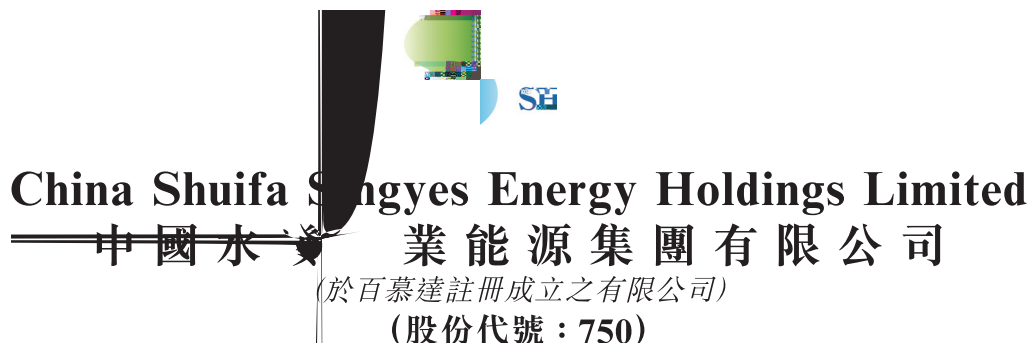 China Shuifa Energy Holdings Limited
中國水 業能源集團有限公司
(於百慕達註冊成立之有限公司)
(股份代號：750)